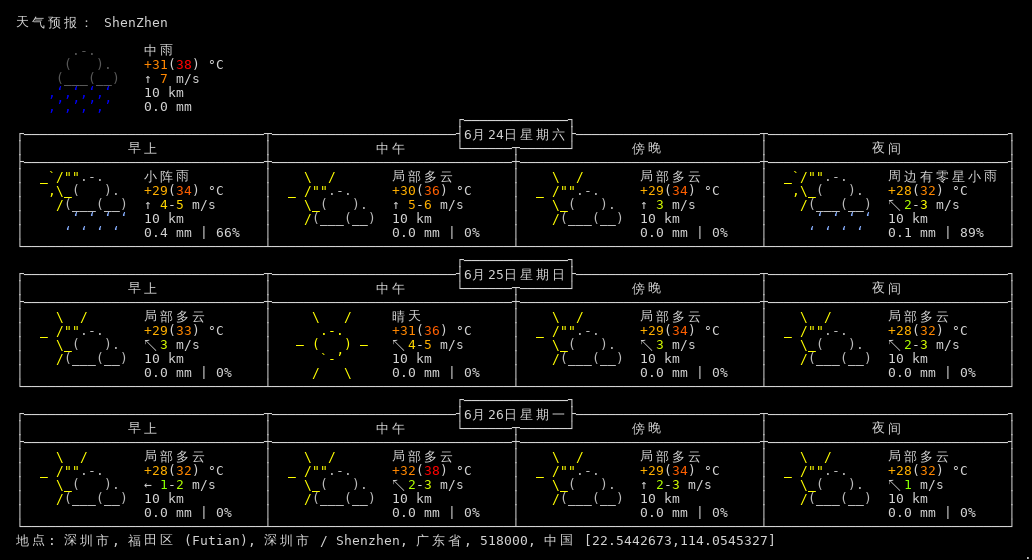 天气预报： ShenZhen
中雨
+31(38) °C
↑ 7 m/s
10 km
0.0 mm
6月24日星期六
早上 中午 傍晚 夜间
小阵雨 局部多云 局部多云 周边有零星小雨
+29(34) °C +30(36) °C +29(34) °C +28(32) °C
↑ 4-5 m/s ↑ 5-6 m/s ↑ 3 m/s ↖ 2-3 m/s
10 km 10 km 10 km 10 km
0.4 mm | 66% 0.0 mm | 0% 0.0 mm | 0% 0.1 mm | 89%
6月25日星期日
早上 中午 傍晚 夜间
局部多云 晴天 局部多云 局部多云
+29(33) °C +31(36) °C +29(34) °C +28(32) °C
↖ 3 m/s ↖ 4-5 m/s ↖ 3 m/s ↖ 2-3 m/s
10 km 10 km 10 km 10 km
0.0 mm | 0% 0.0 mm | 0% 0.0 mm | 0% 0.0 mm | 0%
6月26日星期一
早上 中午 傍晚 夜间
局部多云 局部多云 局部多云 局部多云
+28(32) °C +32(38) °C +29(34) °C +28(32) °C
← 1-2 m/s ↖ 2-3 m/s ↑ 2-3 m/s ↖ 1 m/s
10 km 10 km 10 km 10 km
0.0 mm | 0% 0.0 mm | 0% 0.0 mm | 0% 0.0 mm | 0%
地点: 深圳市, 福田区 (Futian), 深圳市 / Shenzhen, 广东省, 518000, 中国 [22.5442673,114.0545327]